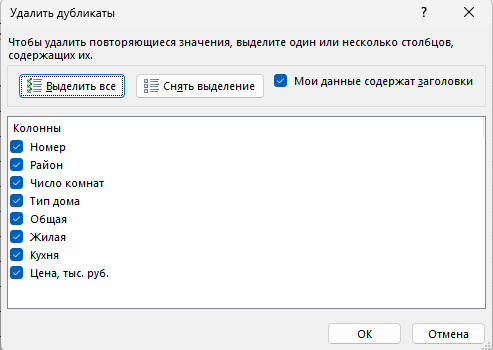 Удалить дубликаты
?
Чтобы удалить повторяющиеся значения, выделите один или несколько столбцов,
содержащих их.
Выделить все
Снять выделение
Мои данные содержат заголовки
Колонны
Номер
Район
Число комнат
Тип дома
Общая
Жилая
Кухня
Цена, тыс. руб.
ОК
Отмена